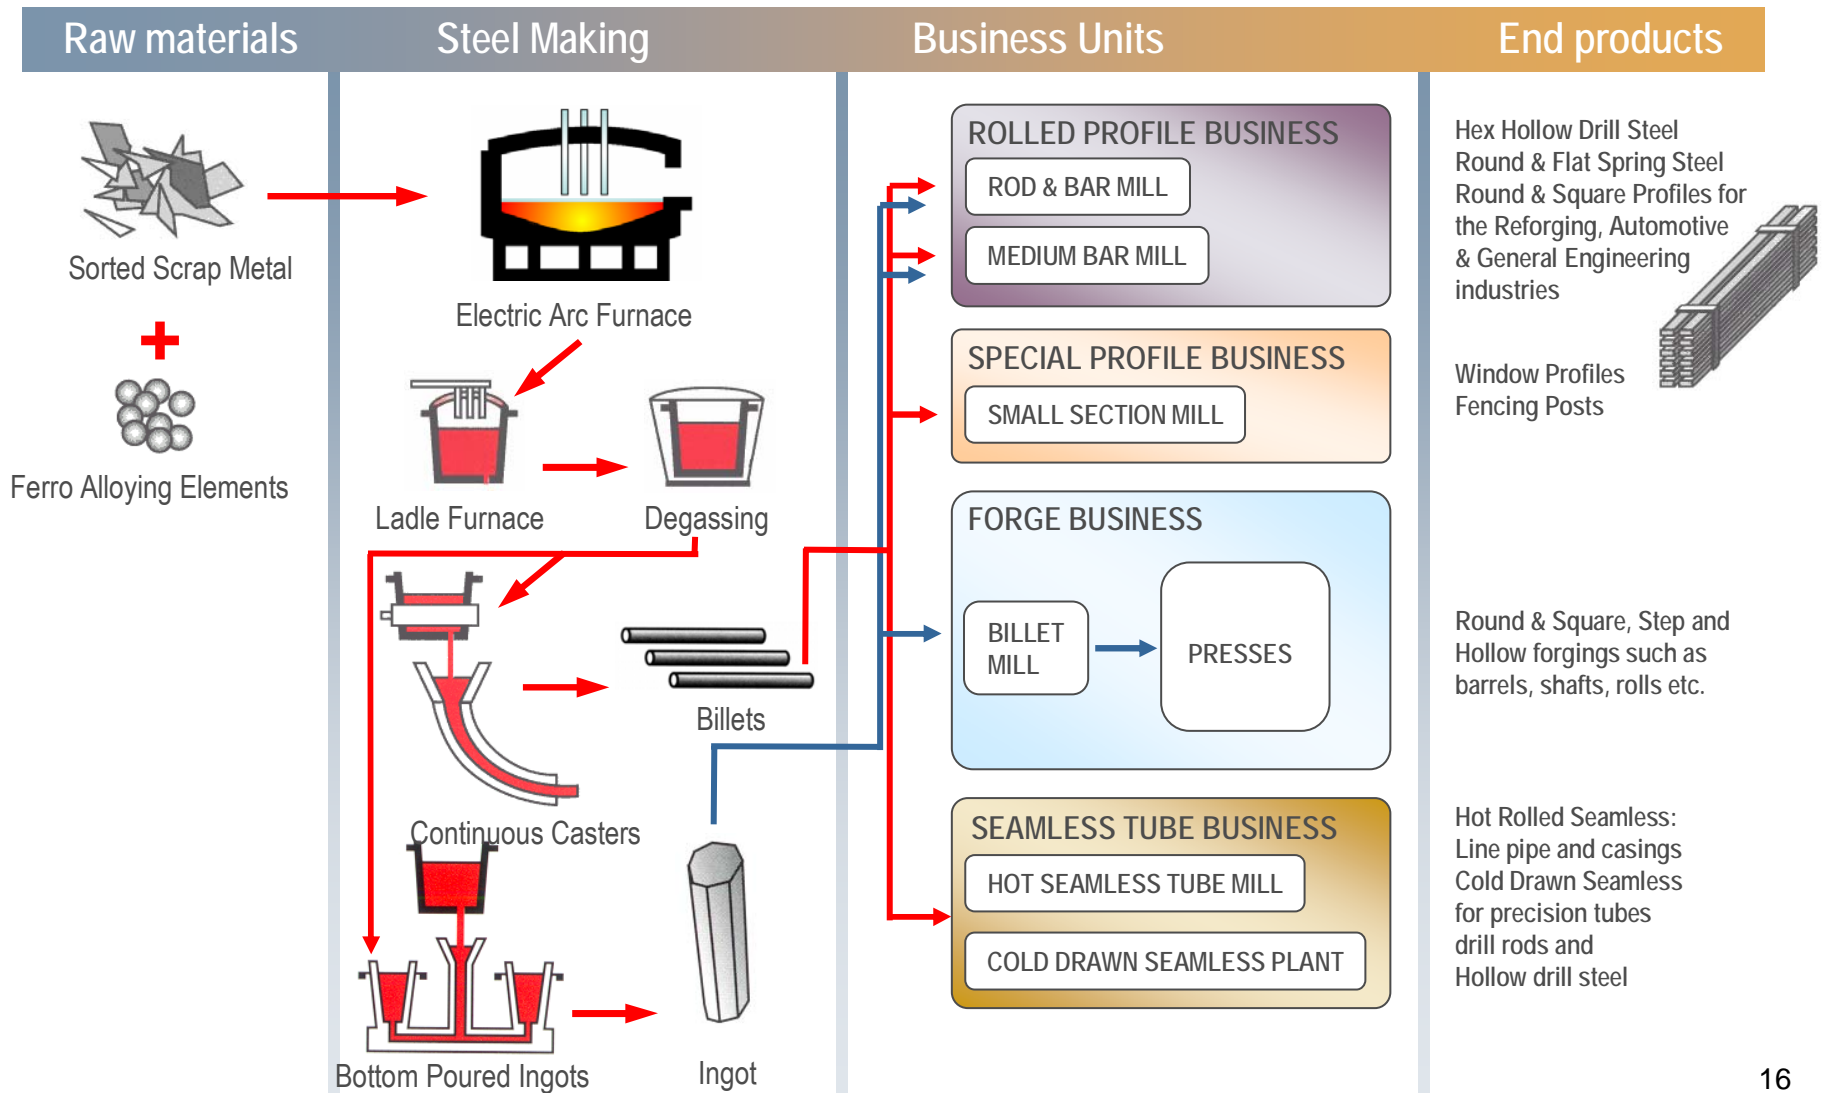 Raw materials
Steel Making
Business Units
End products
Sorted Scrap Metal
Ferro Alloying Elements
Electric Arc Furnace
Ladle Furnace
Degassing
Continuous Casters
Billets
Bottom Poured Ingots
Ingot
ROLLED PROFILE BUSINESS
ROD & BAR MILL
MEDIUM BAR MILL
SPECIAL PROFILE BUSINESS
SMALL SECTION MILL
FORGE BUSINESS
BILLET
MILL
PRESSES
SEAMLESS TUBE BUSINESS
HOT SEAMLESS TUBE MILL
COLD DRAWN SEAMLESS PLANT
Hex Hollow Drill Steel
Round & Flat Spring Steel
Round & Square Profiles for
the Reforging, Automotive
& General Engineering
industries
Window Profiles
Fencing Posts
Round & Square, Step and
Hollow forgings such as
barrels, shafts, rolls etc.
Hot Rolled Seamless:
Line pipe and casings
Cold Drawn Seamless
for precision tubes
drill rods and
Hollow drill steel
16